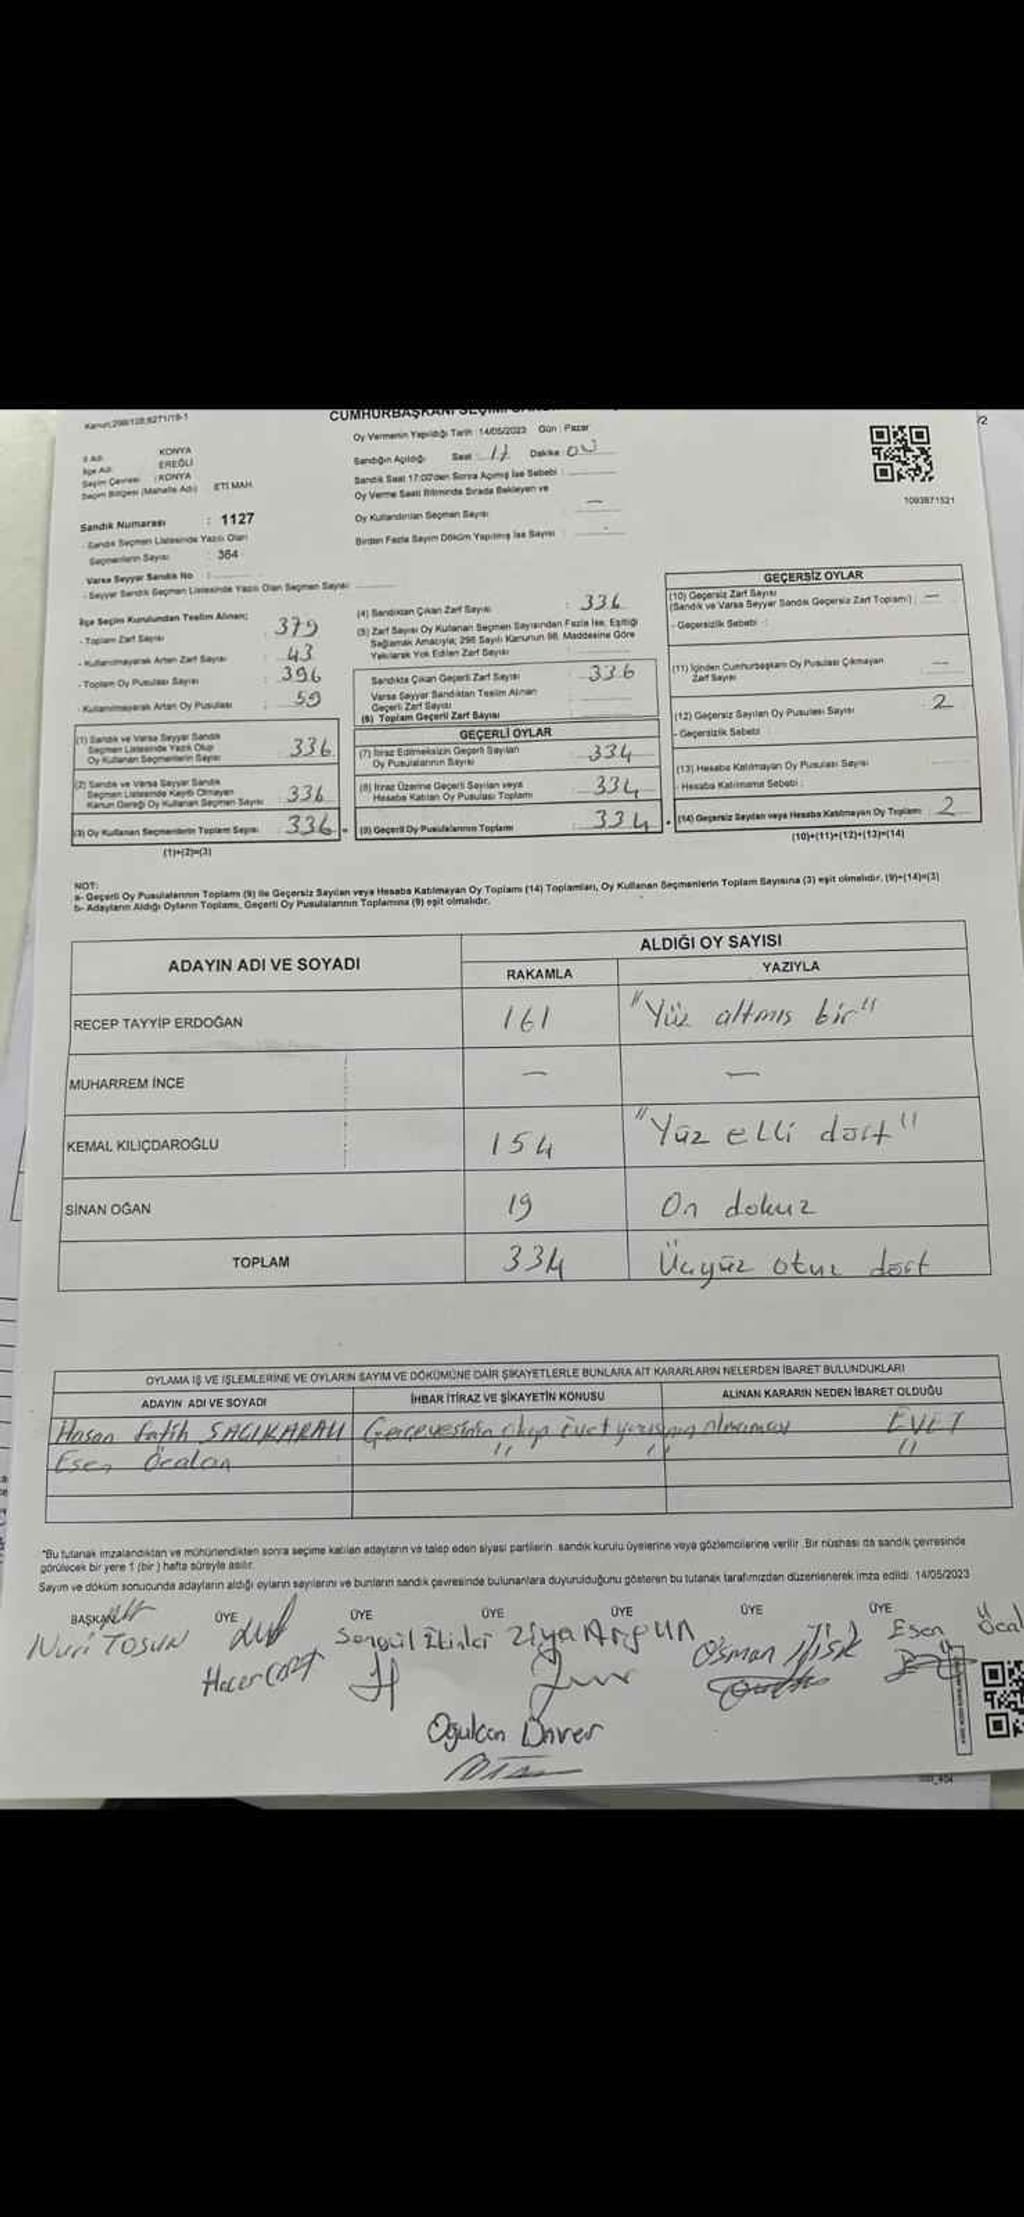 Kanun:298/128;6271/19-1
CUMHURBAŞKANI SEÇİMİ
/2
Oy Vermenin Yapıldığı Tarih : 14/05/2023 Gün : Pazar
İl Adı : KONYA
İlçe Adı : EREĞLİ
Seçim Çevresi : KONYA
Seçim Bölgesi (Mahalle Adı) : ETİ MAH.
Sandığın Açıldığı Saat : 17 Dakika : 00
Sandık Saat 17:00'den Sonra Açılmış İse Sebebi :
Oy Verme Saati Bitiminde Sırada Bekleyen ve
Oy Kullandırılan Seçmen Sayısı : —
Birden Fazla Sayım Döküm Yapılmış İse Sayısı :
1093871521
Sandık Numarası : 1127
- Sandık Seçmen Listesinde Yazılı Olan
Seçmenlerin Sayısı : 364
Varsa Seyyar Sandık No :
- Seyyar Sandık Seçmen Listesinde Yazılı Olan Seçmen Sayısı :
İlçe Seçim Kurulundan Teslim Alınan;
- Toplam Zarf Sayısı : 379
- Kullanılmayarak Artan Zarf Sayısı : 43
- Toplam Oy Pusulası Sayısı : 396
- Kullanılmayarak Artan Oy Pusulası : 59
(1) Sandık ve Varsa Seyyar Sandık
Seçmen Listesinde Yazılı Olup
Oy Kullanan Seçmenlerin Sayısı : 336
(2) Sandık ve Varsa Seyyar Sandık
Seçmen Listesinde Kaydı Olmayan
Kanun Gereği Oy Kullanan Seçmen Sayısı : 336
(3) Oy Kullanan Seçmenlerin Toplam Sayısı : 336
(1)+(2)=(3)
(4) Sandıktan Çıkan Zarf Sayısı : 336
(5) Zarf Sayısı Oy Kullanan Seçmen Sayısından Fazla İse, Eşitliği
Sağlamak Amacıyla; 298 Sayılı Kanunun 98. Maddesine Göre
Yakılarak Yok Edilen Zarf Sayısı
Sandıkta Çıkan Geçerli Zarf Sayısı : 336
Varsa Seyyar Sandıktan Teslim Alınan
Geçerli Zarf Sayısı
(6) Toplam Geçerli Zarf Sayısı
GEÇERLİ OYLAR
(7) İtiraz Edilmeksizin Geçerli Sayılan
Oy Pusulalarının Sayısı : 334
(8) İtiraz Üzerine Geçerli Sayılan veya
Hesaba Katılan Oy Pusulası Toplamı : 334
(9) Geçerli Oy Pusulalarının Toplamı : 334
GEÇERSİZ OYLAR
(10) Geçersiz Zarf Sayısı
(Sandık ve Varsa Seyyar Sandık Geçersiz Zarf Toplamı) : —
- Geçersizlik Sebebi :
(11) İçinden Cumhurbaşkanı Oy Pusulası Çıkmayan
Zarf Sayısı —
(12) Geçersiz Sayılan Oy Pusulası Sayısı 2
- Geçersizlik Sebebi :
(13) Hesaba Katılmayan Oy Pusulası Sayısı
- Hesaba Katılmama Sebebi :
(14) Geçersiz Sayılan veya Hesaba Katılmayan Oy Toplamı : 2
(10)+(11)+(12)+(13)=(14)
NOT:
a- Geçerli Oy Pusulalarının Toplamı (9) ile Geçersiz Sayılan veya Hesaba Katılmayan Oy Toplamı (14) Toplamları, Oy Kullanan Seçmenlerin Toplam Sayısına (3) eşit olmalıdır. (9)+(14)=(3)
b- Adayların Aldığı Oyların Toplamı, Geçerli Oy Pusulalarının Toplamına (9) eşit olmalıdır.
ADAYIN ADI VE SOYADI
ALDIĞI OY SAYISI
RAKAMLA YAZIYLA
RECEP TAYYİP ERDOĞAN 161 "Yüz altmış bir"
MUHARREM İNCE — —
KEMAL KILIÇDAROĞLU 154 "Yüz elli dört"
SİNAN OĞAN 19 On dokuz
TOPLAM 334 Üçyüz otuz dört
OYLAMA İŞ VE İŞLEMLERİNE VE OYLARIN SAYIM VE DÖKÜMÜNE DAİR ŞİKAYETLERLE BUNLARA AİT KARARLARIN NELERDEN İBARET BULUNDUKLARI
ADAYIN ADI VE SOYADI İHBAR İTİRAZ VE ŞİKAYETİN KONUSU ALINAN KARARIN NEDEN İBARET OLDUĞU
Hasan Fatih SAGIKARALI EVET
Esen Öcalan " " "
"Bu tutanak imzalandıktan ve mühürlendikten sonra seçime katılan adayların ve talep eden siyasi partilerin sandık kurulu üyelerine veya gözlemcilerine verilir. Bir nüshası da sandık çevresinde
görülecek bir yere 1 (bir) hafta süreyle asılır.
Sayım ve döküm sonucunda adayların aldığı oyların sayılarını ve bunların sandık çevresinde bulunanlara duyurulduğunu gösteren bu tutanak tarafımızdan düzenlenerek imza edildi. 14/05/2023
BAŞKAN ÜYE ÜYE ÜYE ÜYE ÜYE ÜYE
Nuri TOSUN Songül Ziya Argun Osman Işık Esen Öcal
Hacer
Oğulcan Ünver